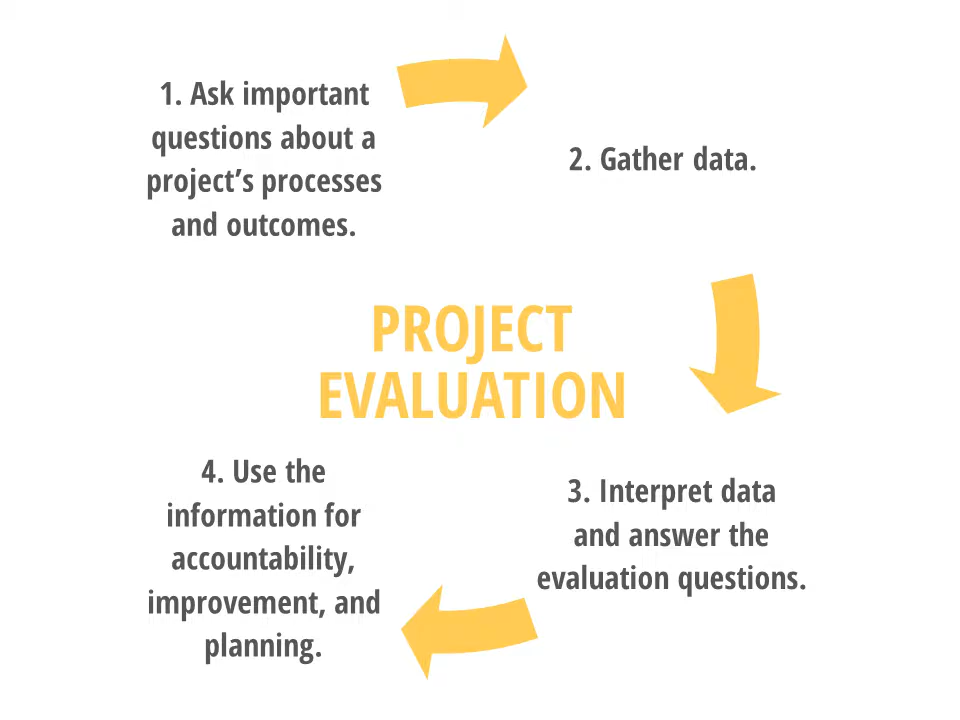 1. Ask important
questions about a
project’s processes
and outcomes.
2. Gather data.
PROJECT
EVALUATION
3. Interpret data
and answer the
evaluation questions.
4. Use the
information for
accountability,
improvement, and
planning.